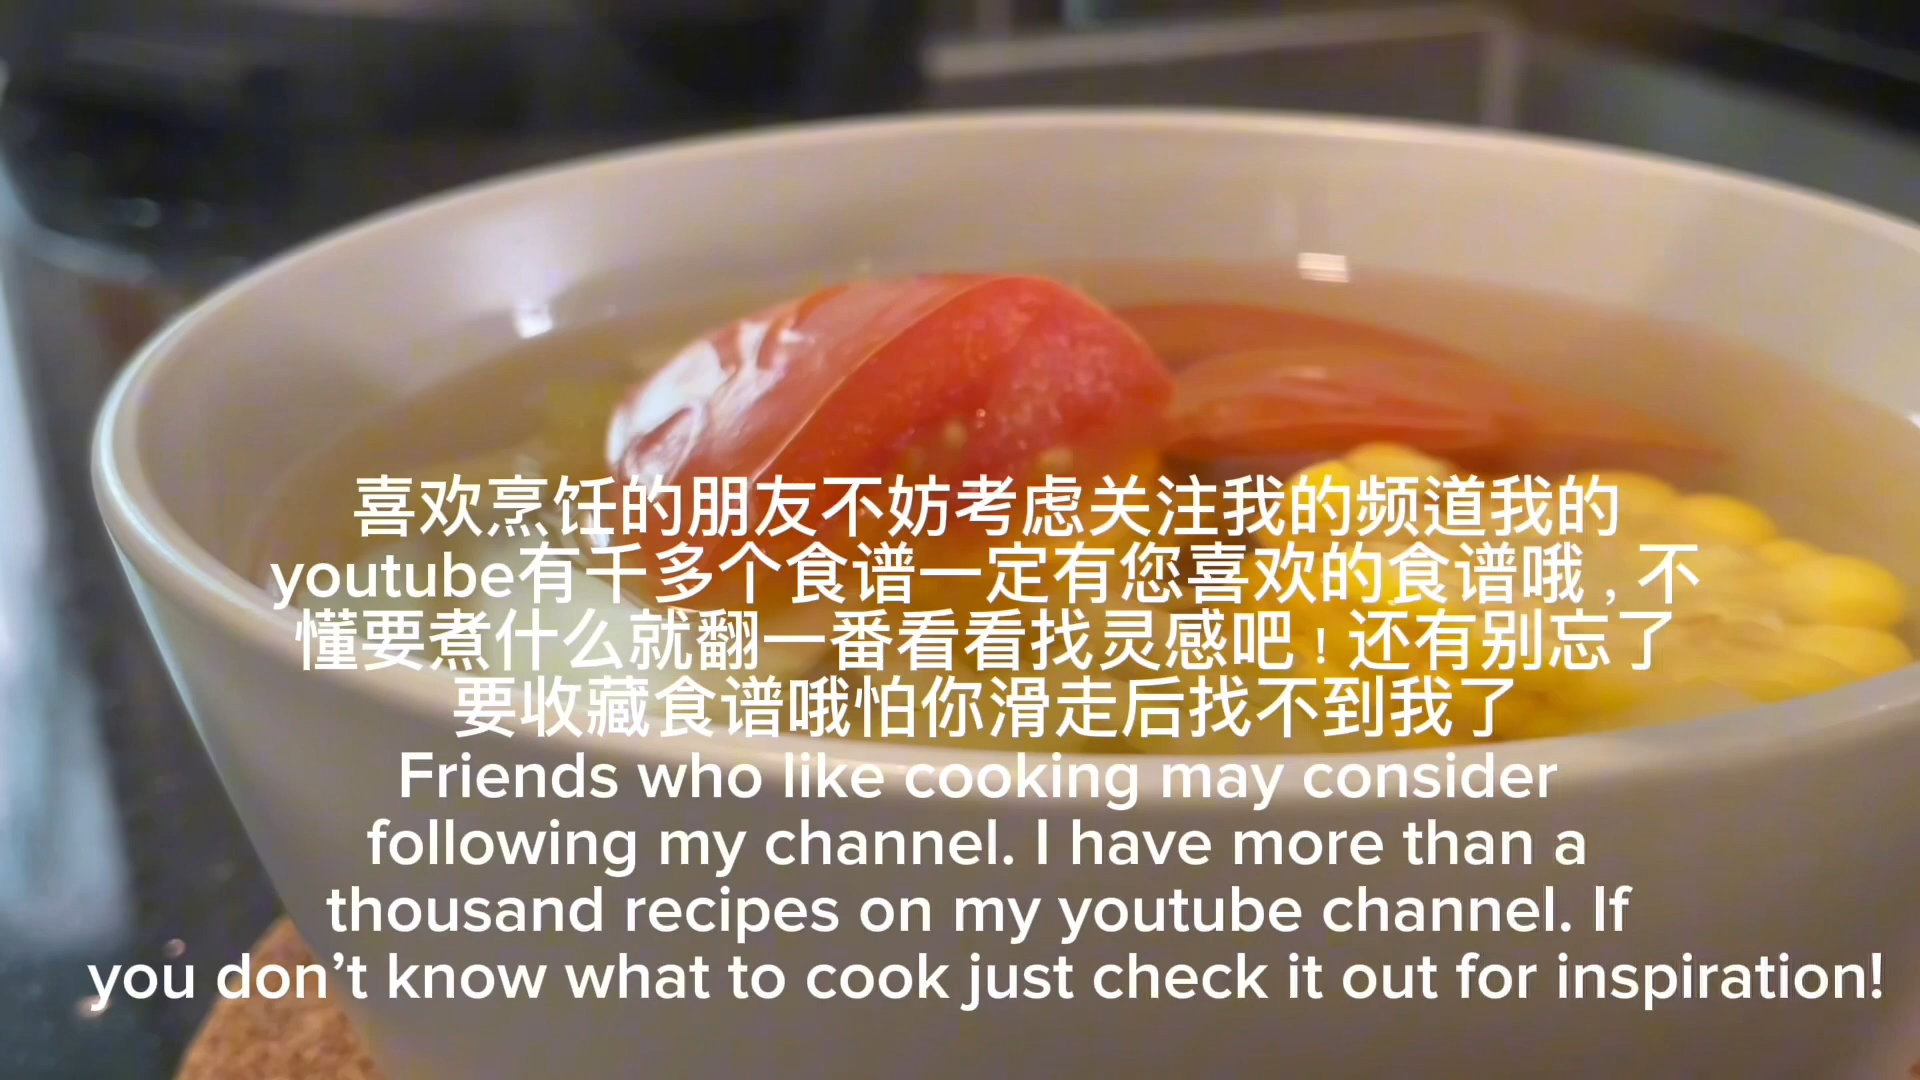 喜欢烹饪的朋友不妨考虑关注我的频道我的
youtube有千多个食谱一定有您喜欢的食谱哦，不
懂要煮什么就翻一番看看找灵感吧！还有别忘了
要收藏食谱哦怕你滑走后找不到我了
Friends who like cooking may consider
following my channel. I have more than a
thousand recipes on my youtube channel. If
you don’t know what to cook just check it out for inspiration!